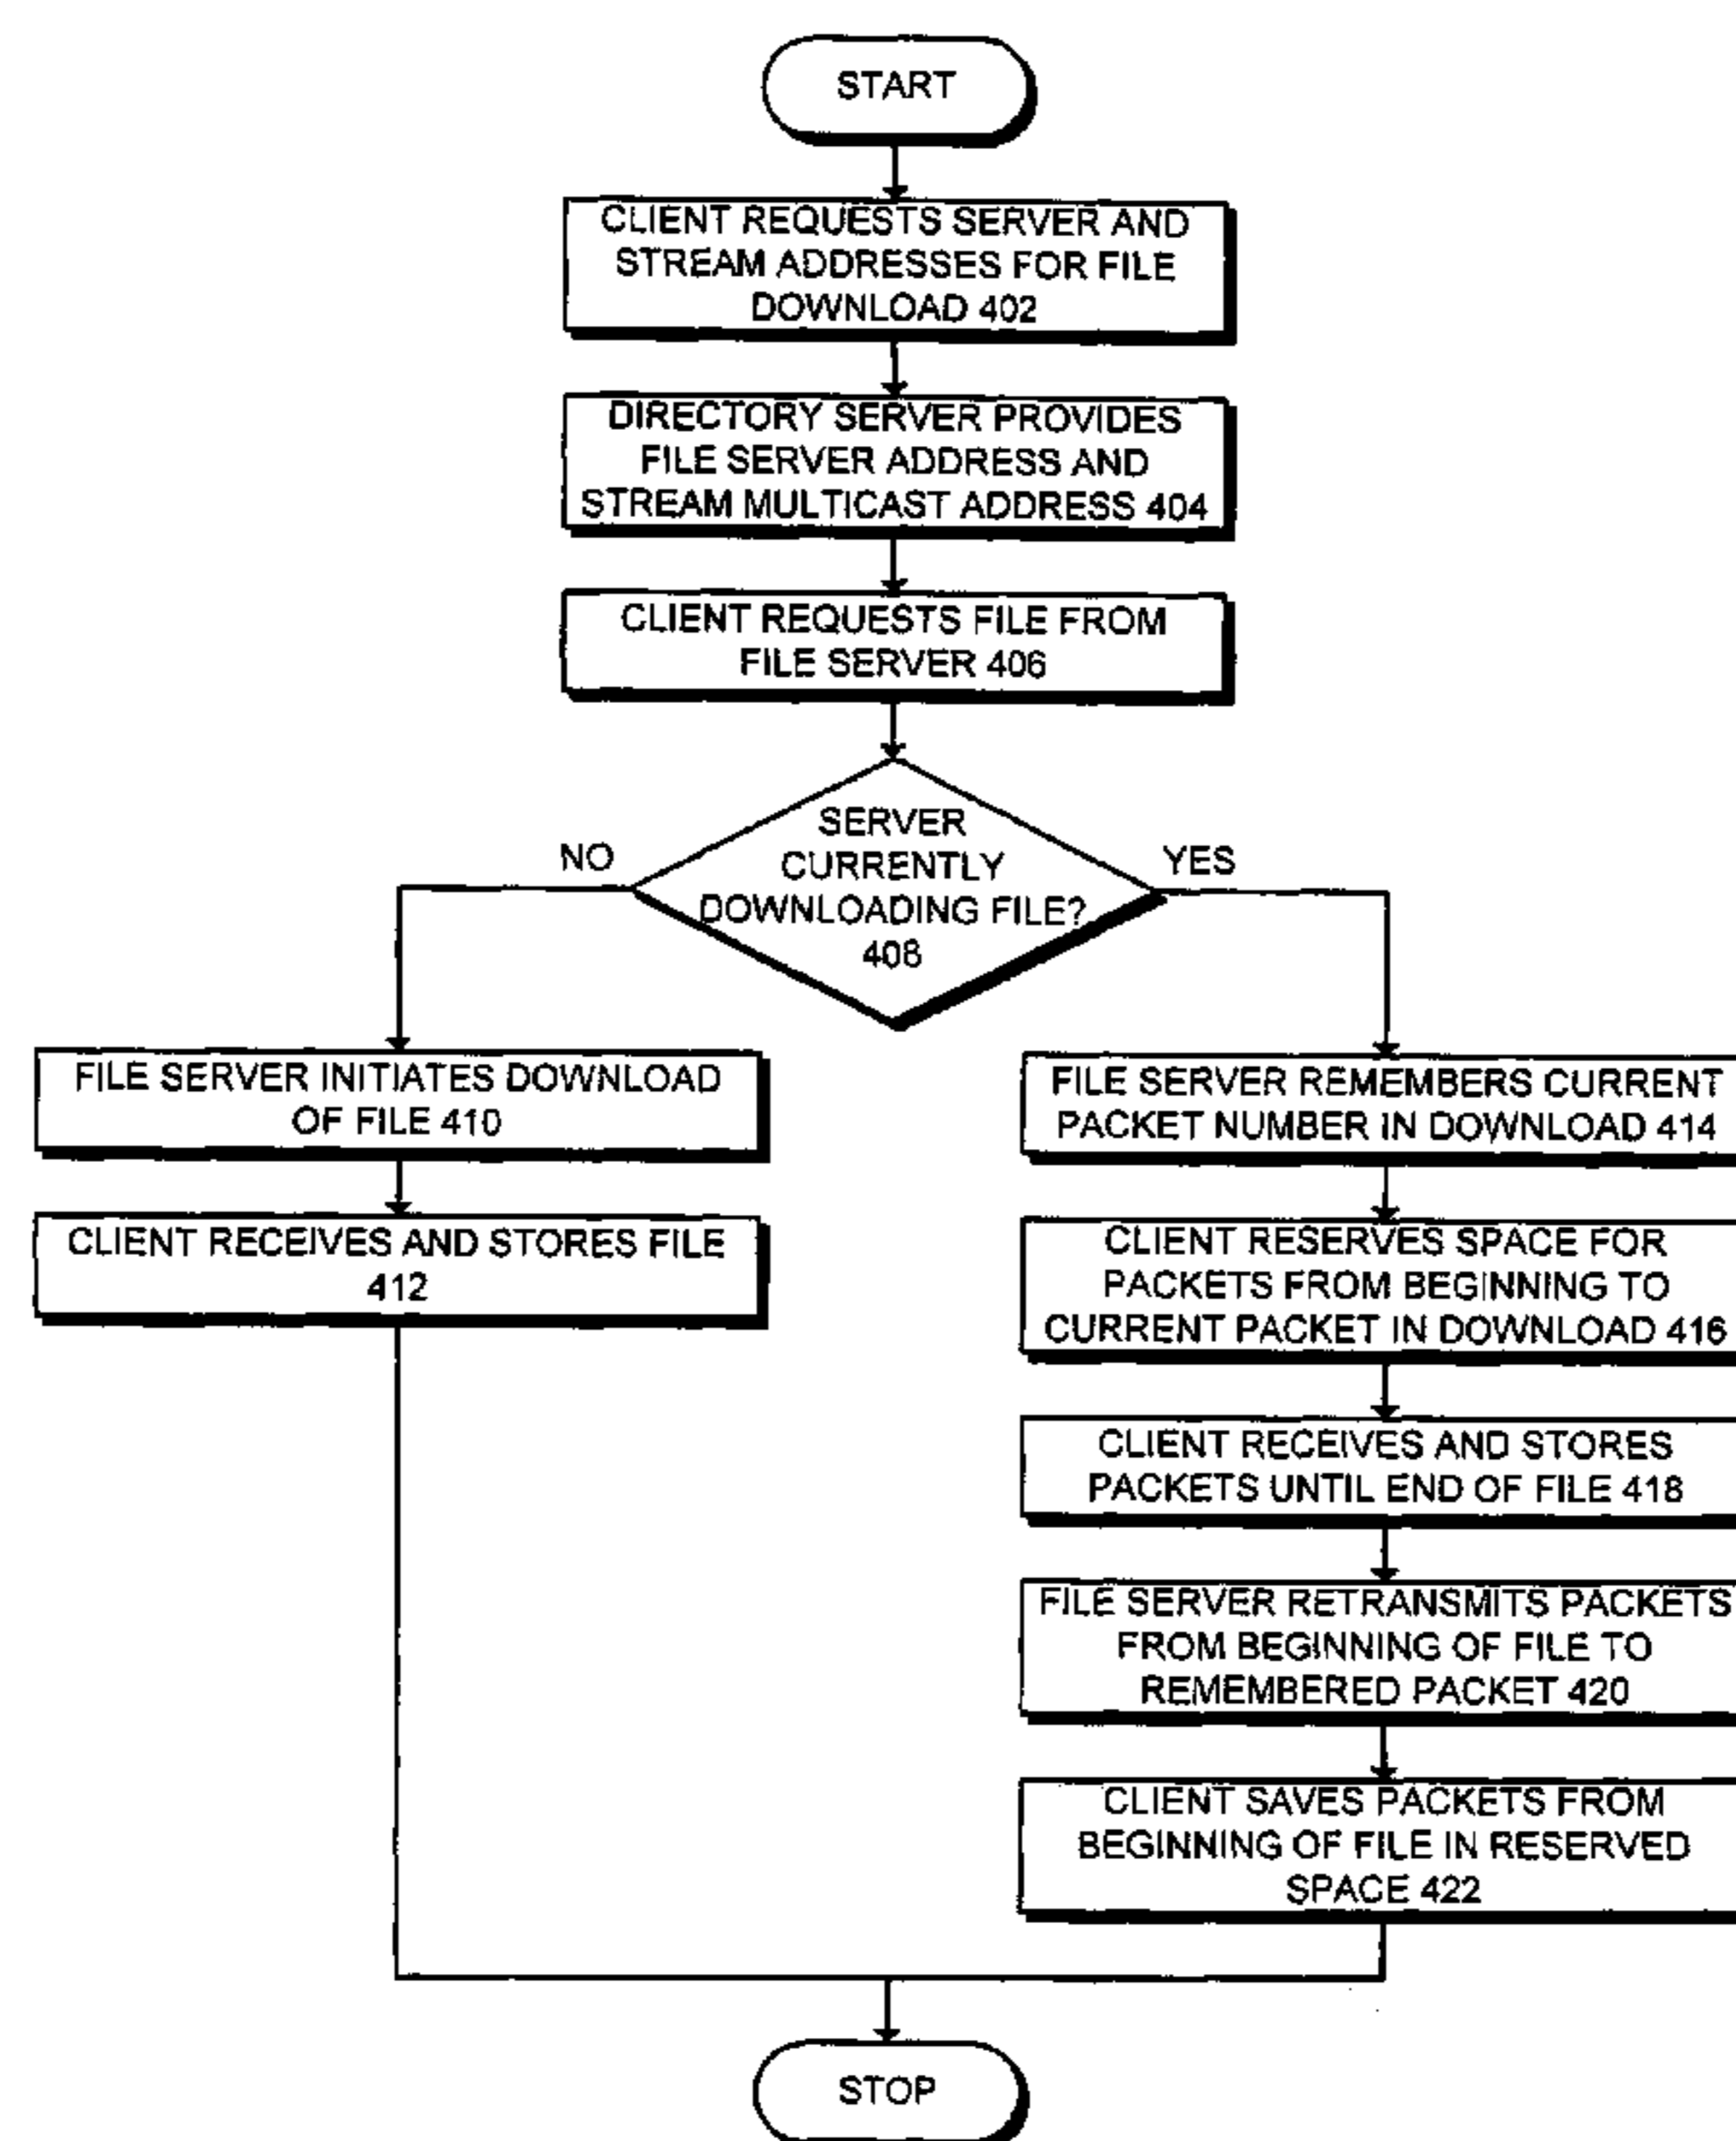 START
CLIENT REQUESTS SERVER AND
STREAM ADDRESSES FOR FILE
DOWNLOAD 402
DIRECTORY SERVER PROVIDES
FILE SERVER ADDRESS AND
STREAM MULTICAST ADDRESS 404
CLIENT REQUESTS FILE FROM
FILE SERVER 406
SERVER
CURRENTLY
DOWNLOADING FILE?
408
NO
YES
FILE SERVER INITIATES DOWNLOAD
OF FILE 410
CLIENT RECEIVES AND STORES FILE
412
FILE SERVER REMEMBERS CURRENT
PACKET NUMBER IN DOWNLOAD 414
CLIENT RESERVES SPACE FOR
PACKETS FROM BEGINNING TO
CURRENT PACKET IN DOWNLOAD 416
CLIENT RECEIVES AND STORES
PACKETS UNTIL END OF FILE 418
FILE SERVER RETRANSMITS PACKETS
FROM BEGINNING OF FILE TO
REMEMBERED PACKET 420
CLIENT SAVES PACKETS FROM
BEGINNING OF FILE IN RESERVED
SPACE 422
STOP